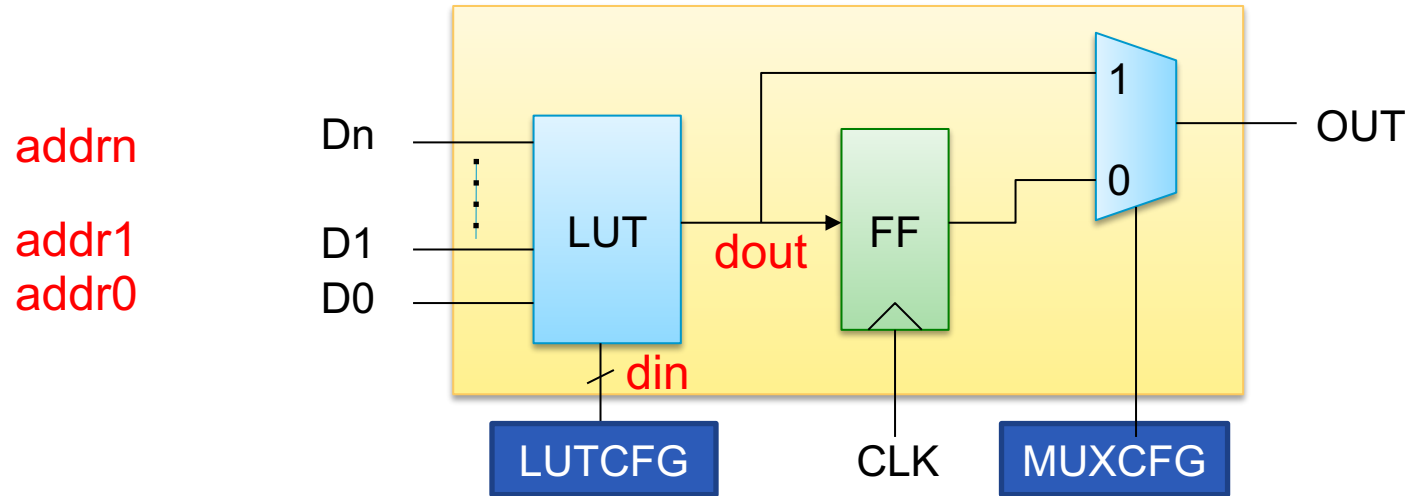 addrn
Dn
addr1
D1
addr0
D0
LUT
dout
FF
1
0
OUT
din
LUTCFG
CLK
MUXCFG